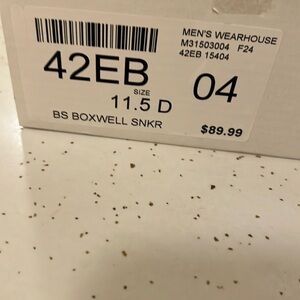 MEN'S WEARHOUSE
M31503004 F24
42EB 15404
42EB
SIZE
11.5 D
04
BS BOXWELL SNKR
$89.99